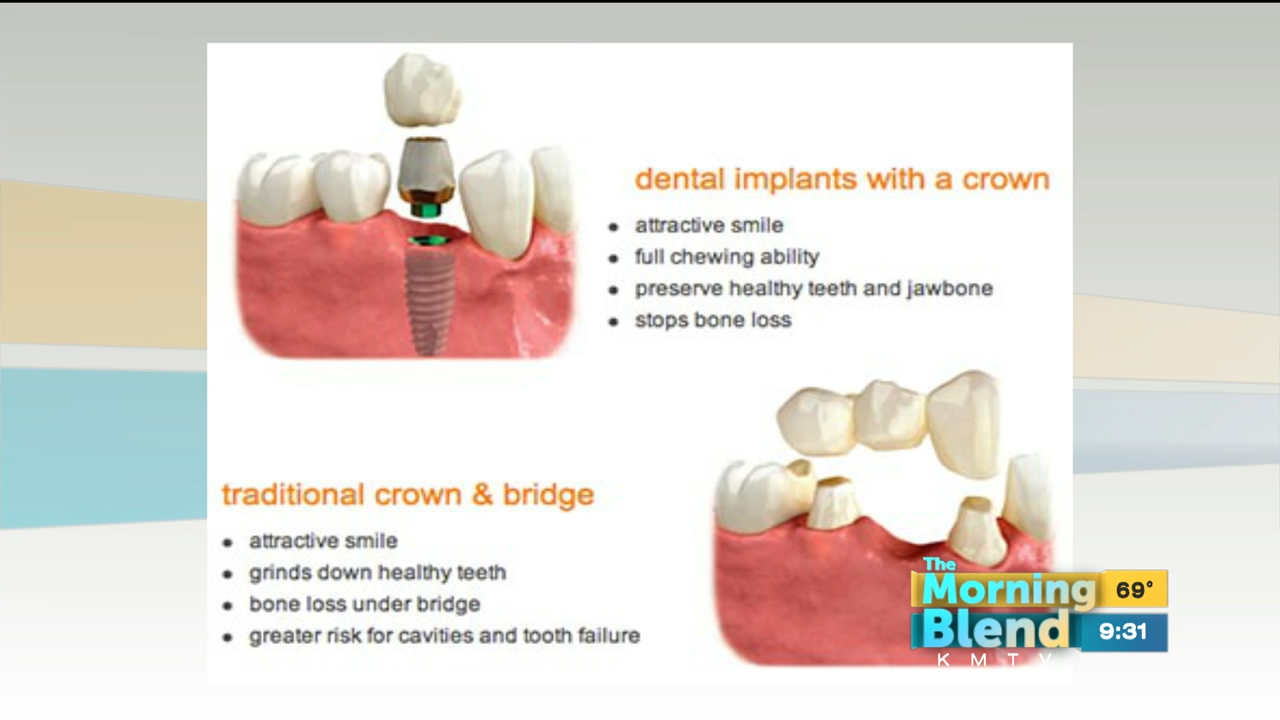 dental implants with a crown
attractive smile
full chewing ability
preserve healthy teeth and jawbone
stops bone loss
traditional crown & bridge
attractive smile
grinds down healthy teeth
bone loss under bridge
greater risk for cavities and tooth failure
The
Morning
Blend
KMTV
69°
9:31